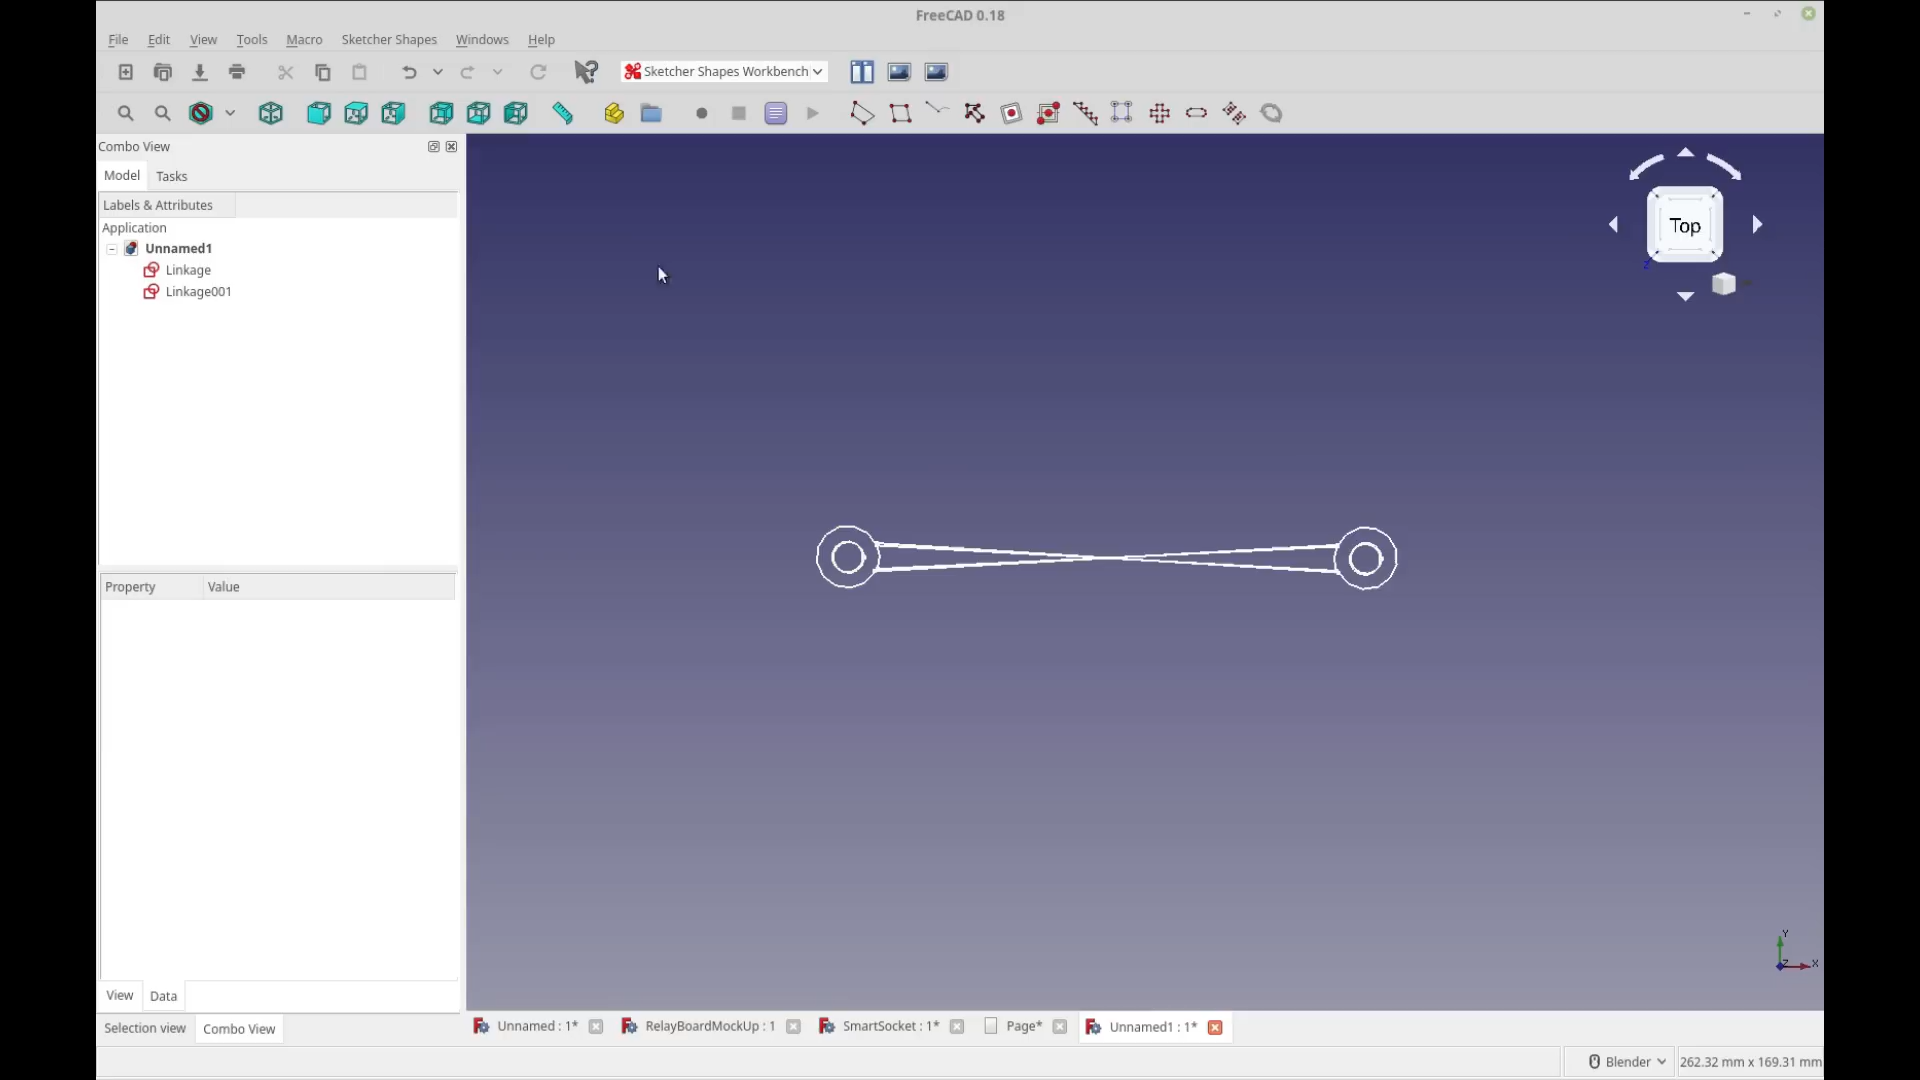 FreeCAD 0.18
File Edit View Tools Macro Sketcher Shapes Windows Help
Sketcher Shapes Workbench
Combo View
Model Tasks
Labels & Attributes
Application
Unnamed1
Linkage
Linkage001
Top
Property Value
Y
Z X
View Data
Selection view Combo View
Unnamed : 1* RelayBoardMockUp : 1 SmartSocket : 1* Page* Unnamed1 : 1*
Blender 262.32 mm x 169.31 mm